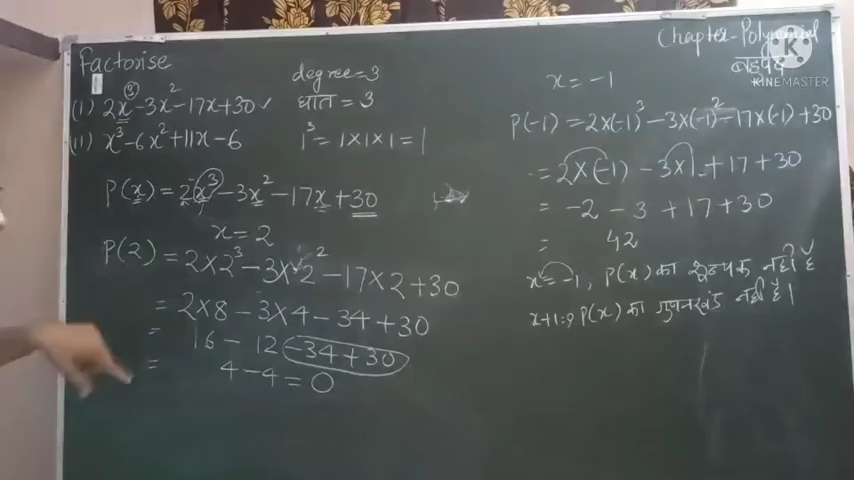 Factorise
(i) 2x³-3x²-17x+30 ✓
(ii) x³-6x²+11x-6
degree=3
घात = 3
1³ = 1×1×1 = 1
P(x) = 2x³-3x²-17x+30
x=2
P(2) = 2×2³-3×2²-17×2+30
= 2×8-3×4-34+30
= 16-12-34+30
= 4-4=0
Chapter-Polynomial
बहुपद
K
KINEMASTER
x = -1
P(-1) = 2×(-1)³-3×(-1)²-17×(-1)+30
= 2×(-1)-3×1+17+30
= -2-3+17+30
= 42
x=-1, P(x) का शून्यक नहीं है
x+1=0 P(x) का गुणनखंड नहीं है।